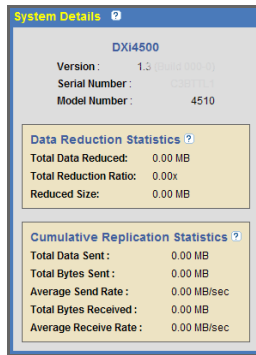 System Details ?
DXi4500
Version : 1.3
Serial Number :
Model Number : 4510
Data Reduction Statistics ?
Total Data Reduced: 0.00 MB
Total Reduction Ratio: 0.00x
Reduced Size: 0.00 MB
Cumulative Replication Statistics ?
Total Data Sent : 0.00 MB
Total Bytes Sent : 0.00 MB
Average Send Rate : 0.00 MB/sec
Total Bytes Received : 0.00 MB
Average Receive Rate : 0.00 MB/sec